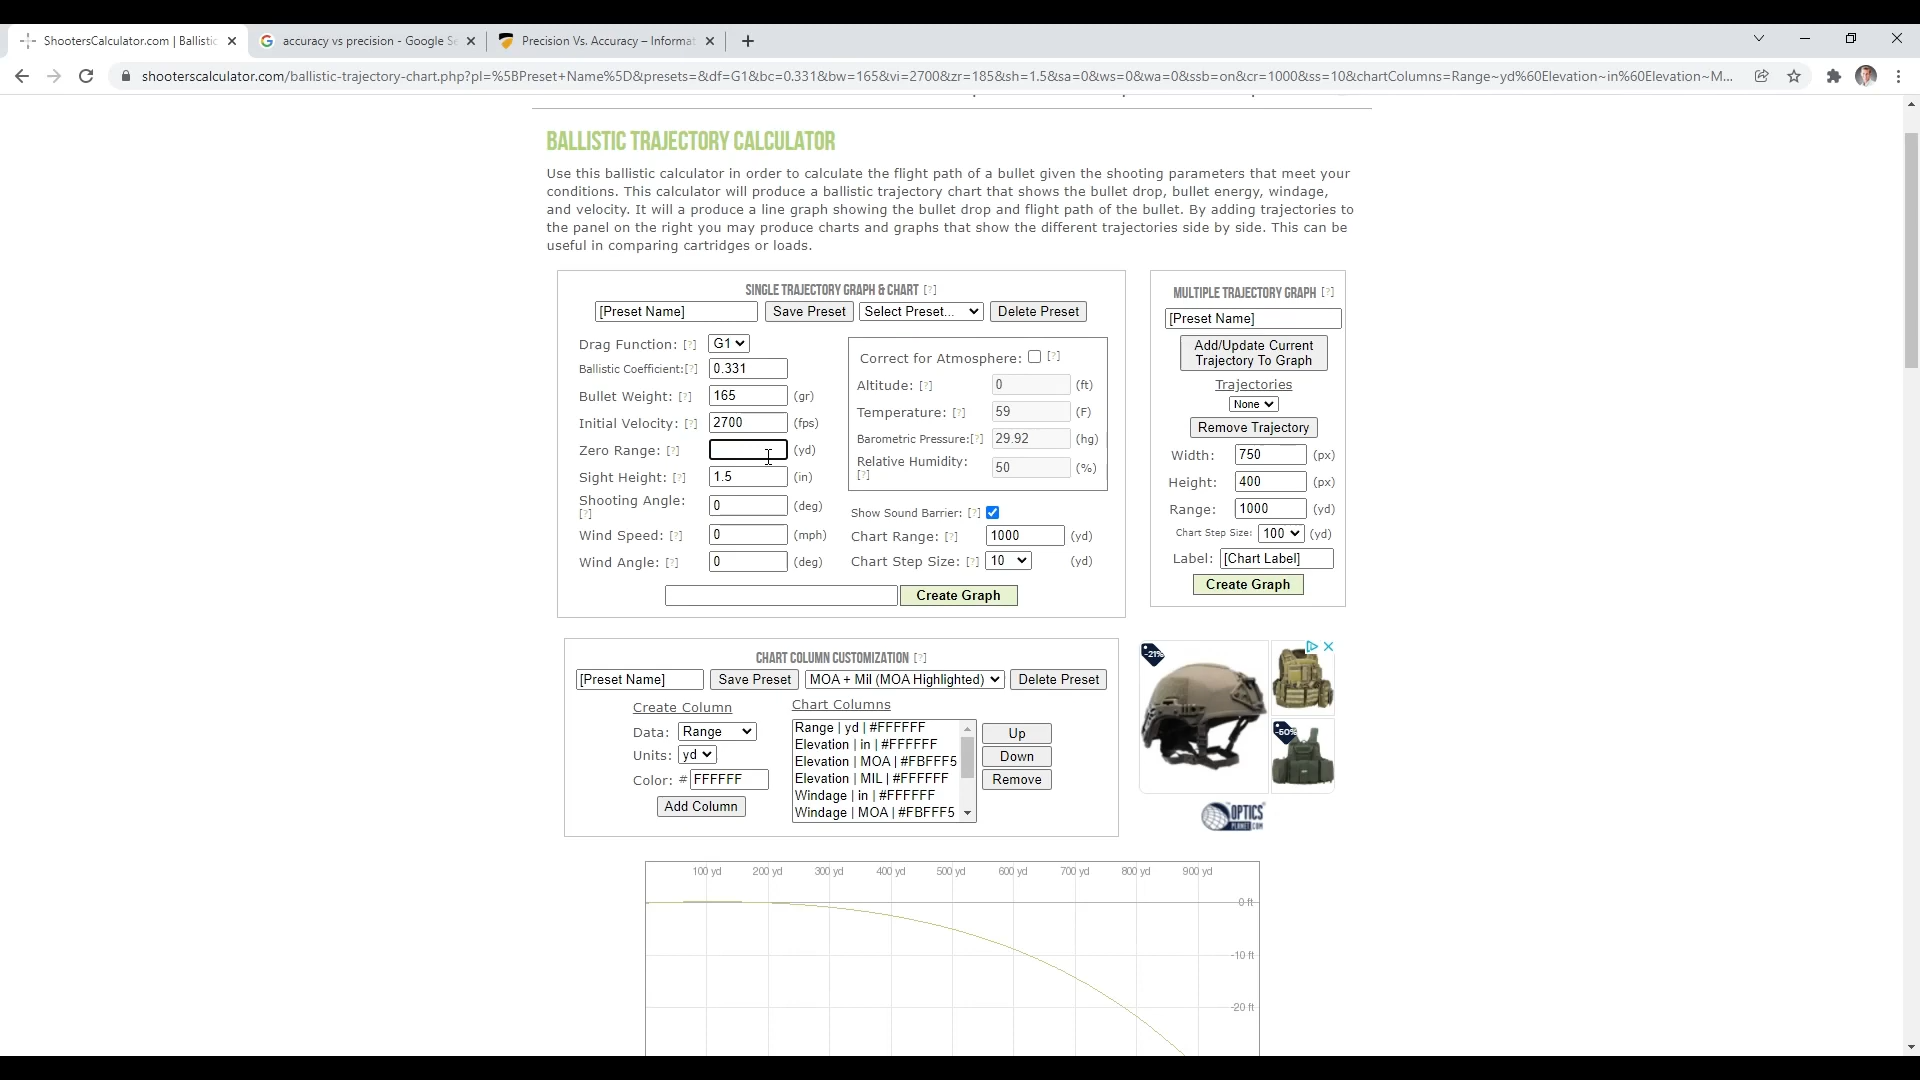 ShootersCalculator.com | Ballistic
accuracy vs precision - Google Se
Precision Vs. Accuracy – Informat
shooterscalculator.com/ballistic-trajectory-chart.php?pl=%5BPreset+Name%5D&presets=&df=G1&bc=0.331&bw=165&vi=2700&zr=185&sh=1.5&sa=0&ws=0&wa=0&ssb=on&cr=1000&ss=10&chartColumns=Range~yd%60Elevation~in%60Elevation~M...
BALLISTIC TRAJECTORY CALCULATOR
Use this ballistic calculator in order to calculate the flight path of a bullet given the shooting parameters that meet your
conditions. This calculator will produce a ballistic trajectory chart that shows the bullet drop, bullet energy, windage,
and velocity. It will a produce a line graph showing the bullet drop and flight path of the bullet. By adding trajectories to
the panel on the right you may produce charts and graphs that show the different trajectories side by side. This can be
useful in comparing cartridges or loads.
SINGLE TRAJECTORY GRAPH & CHART [?]
[Preset Name] Save Preset Select Preset... Delete Preset
Drag Function: [?] G1
Ballistic Coefficient:[?] 0.331
Bullet Weight: [?] 165 (gr)
Initial Velocity: [?] 2700 (fps)
Zero Range: [?] (yd)
Sight Height: [?] 1.5 (in)
Shooting Angle:
[?] 0 (deg)
Wind Speed: [?] 0 (mph)
Wind Angle: [?] 0 (deg)
Correct for Atmosphere: [?]
Altitude: [?] 0 (ft)
Temperature: [?] 59 (F)
Barometric Pressure:[?] 29.92 (hg)
Relative Humidity:
[?] 50 (%)
Show Sound Barrier: [?]
Chart Range: [?] 1000 (yd)
Chart Step Size: [?] 10 (yd)
Create Graph
MULTIPLE TRAJECTORY GRAPH [?]
[Preset Name]
Add/Update Current
Trajectory To Graph
Trajectories
None
Remove Trajectory
Width: 750 (px)
Height: 400 (px)
Range: 1000 (yd)
Chart Step Size: 100 (yd)
Label: [Chart Label]
Create Graph
CHART COLUMN CUSTOMIZATION [?]
[Preset Name] Save Preset MOA + Mil (MOA Highlighted) Delete Preset
Create Column
Data: Range
Units: yd
Color: # FFFFFF
Add Column
Chart Columns
Range | yd | #FFFFFF
Elevation | in | #FFFFFF
Elevation | MOA | #FBFFF5
Elevation | MIL | #FFFFFF
Windage | in | #FFFFFF
Windage | MOA | #FBFFF5
Up
Down
Remove
-21%
-50%
OPTICS
PLANET.COM
100 yd 200 yd 300 yd 400 yd 500 yd 600 yd 700 yd 800 yd 900 yd
0 ft
-10 ft
-20 ft